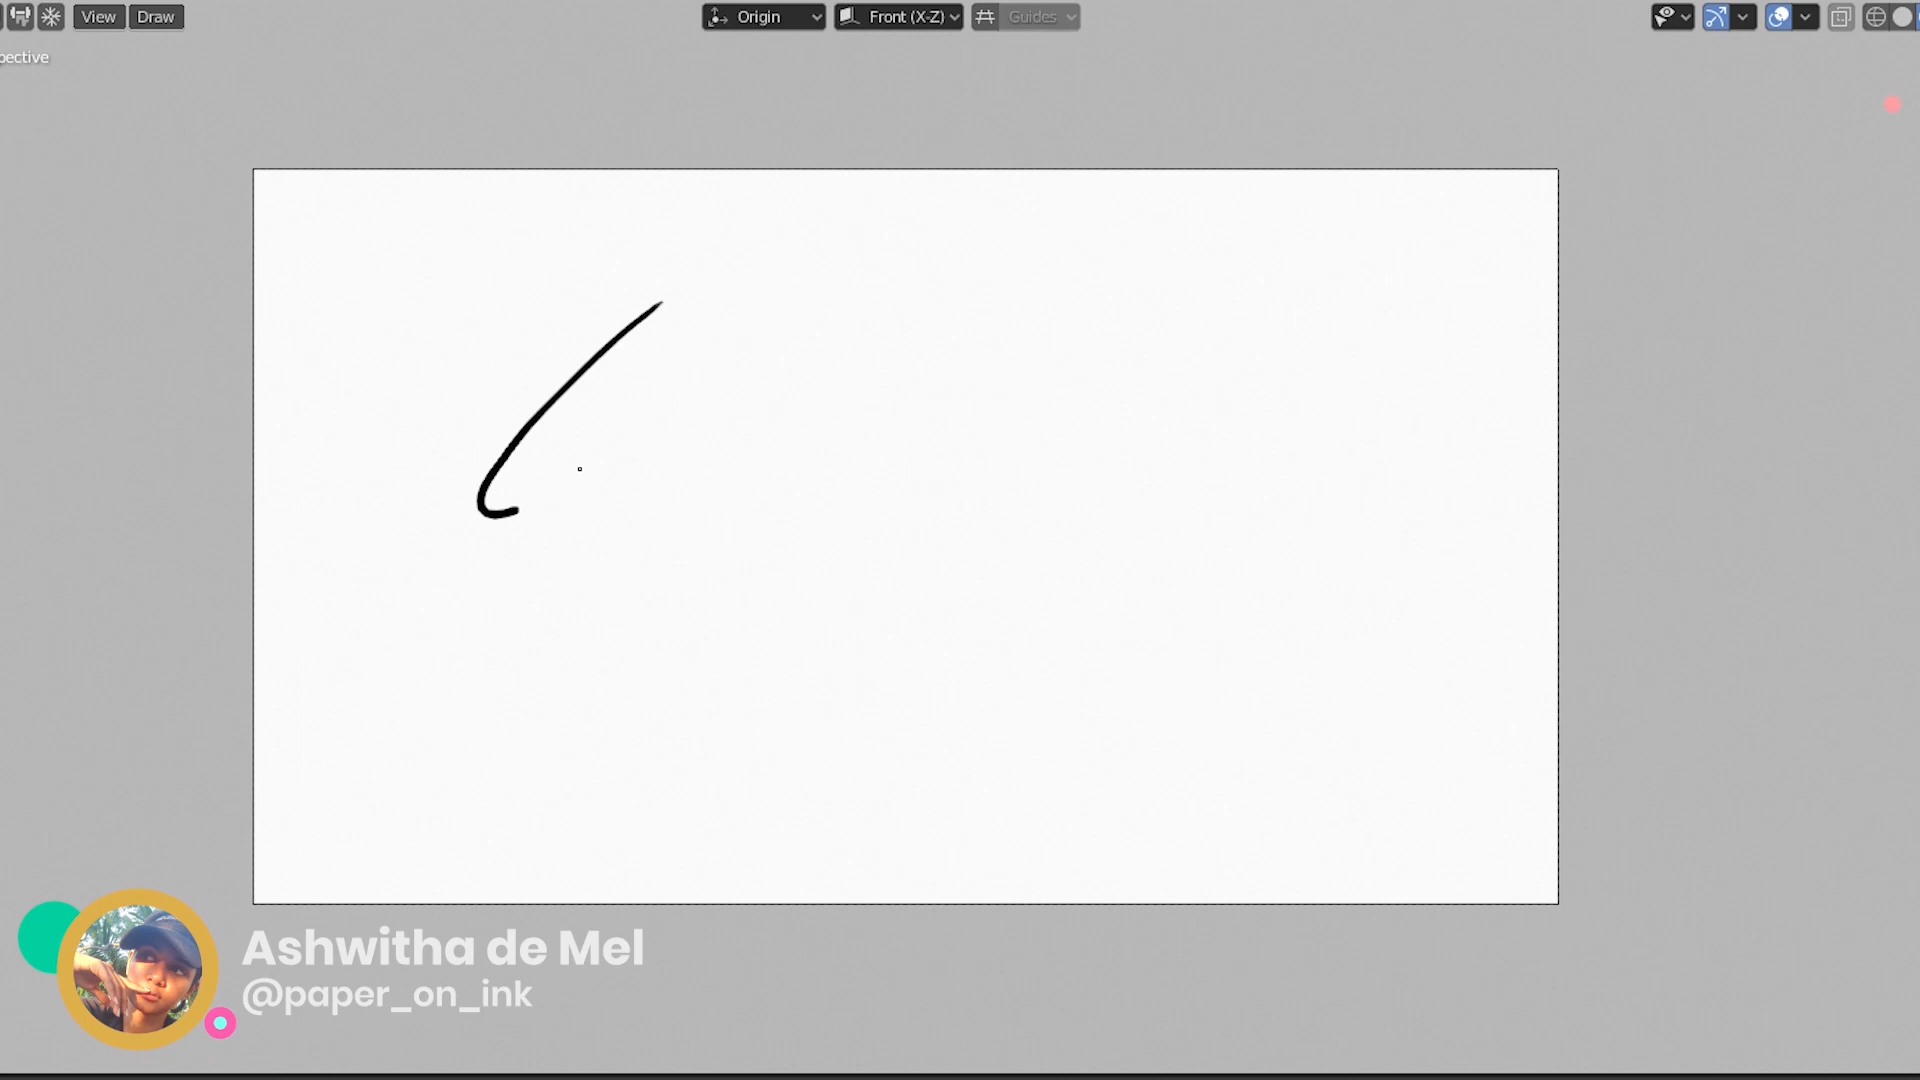 View Draw Origin Front (X-Z) Guides
pective
Ashwitha de Mel
@paper_on_ink